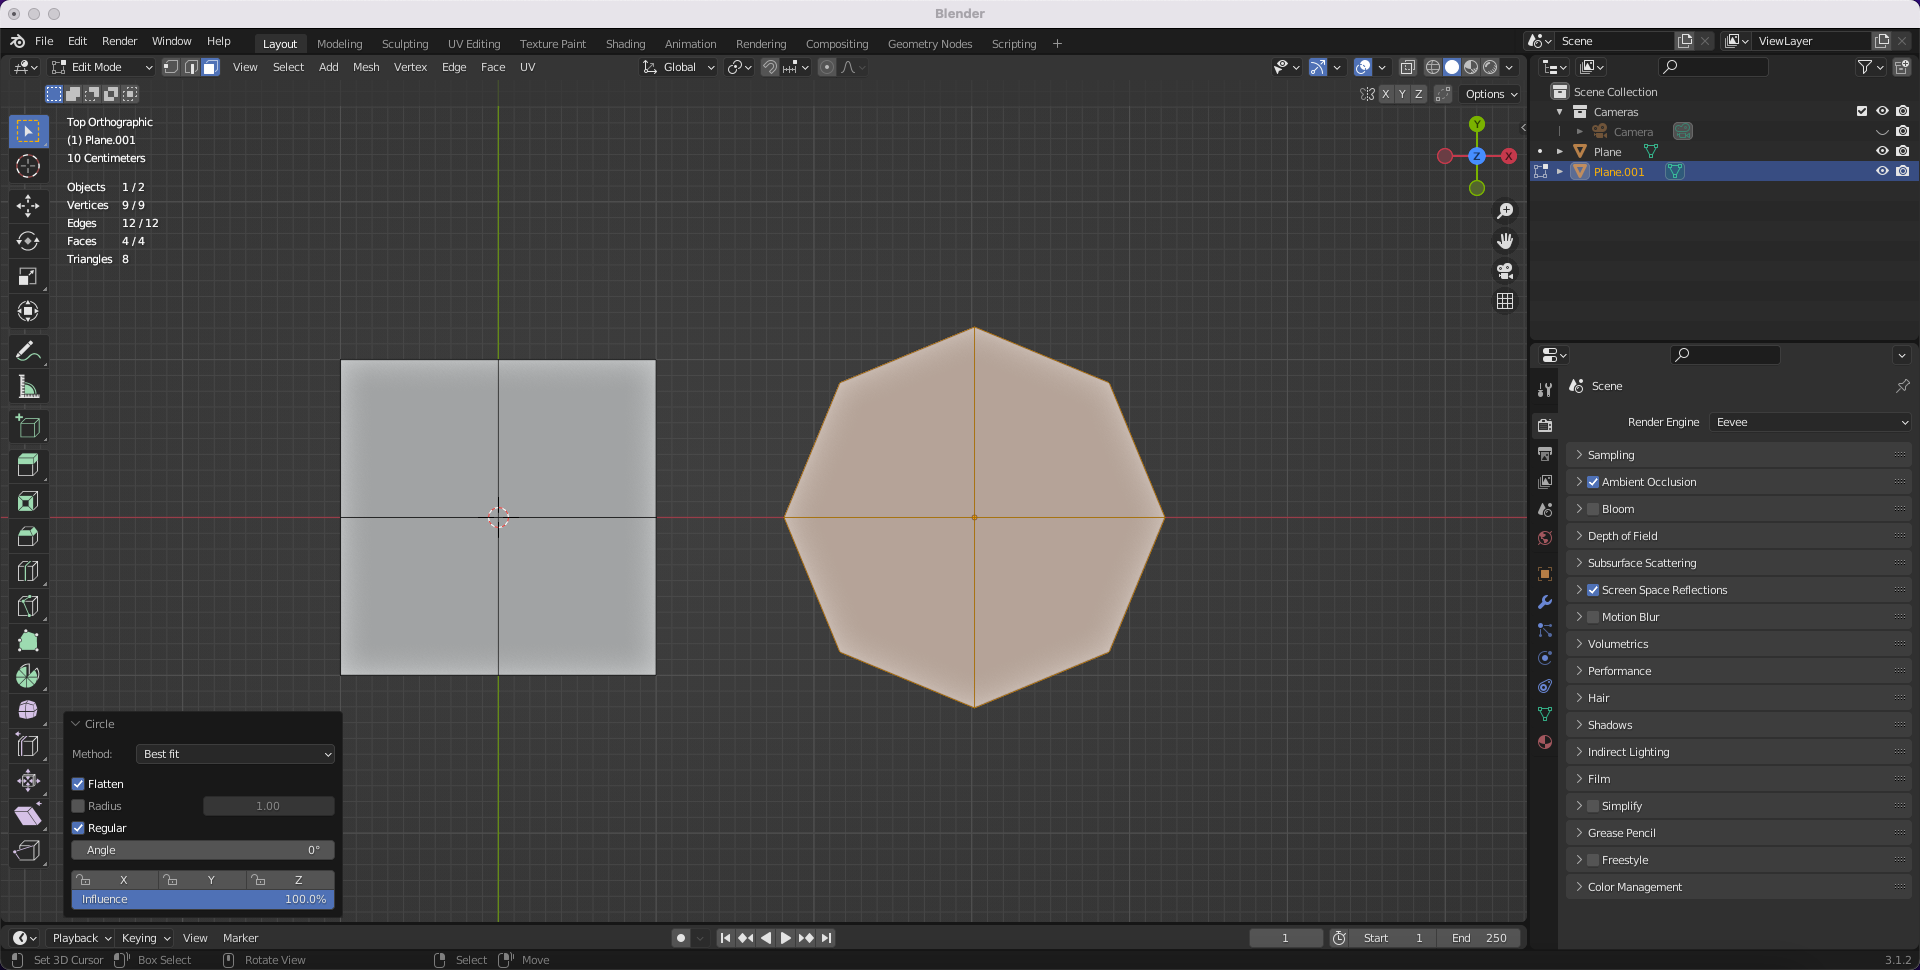 Blender
File Edit Render Window Help Layout Modeling Sculpting UV Editing Texture Paint Shading Animation Rendering Compositing Geometry Nodes Scripting + Scene ViewLayer
Edit Mode View Select Add Mesh Vertex Edge Face UV Global
X Y Z Options
Top Orthographic
(1) Plane.001
10 Centimeters
Objects 1 / 2
Vertices 9 / 9
Edges 12 / 12
Faces 4 / 4
Triangles 8
Y
Z X
Scene Collection
Cameras
Camera
Plane
Plane.001
Scene
Render Engine Eevee
Sampling
Ambient Occlusion
Bloom
Depth of Field
Subsurface Scattering
Screen Space Reflections
Motion Blur
Volumetrics
Performance
Hair
Shadows
Indirect Lighting
Film
Simplify
Grease Pencil
Freestyle
Color Management
Circle
Method: Best fit
Flatten
Radius 1.00
Regular
Angle 0°
X Y Z
Influence 100.0%
Playback Keying View Marker 1 Start 1 End 250
Set 3D Cursor Box Select Rotate View Select Move 3.1.2